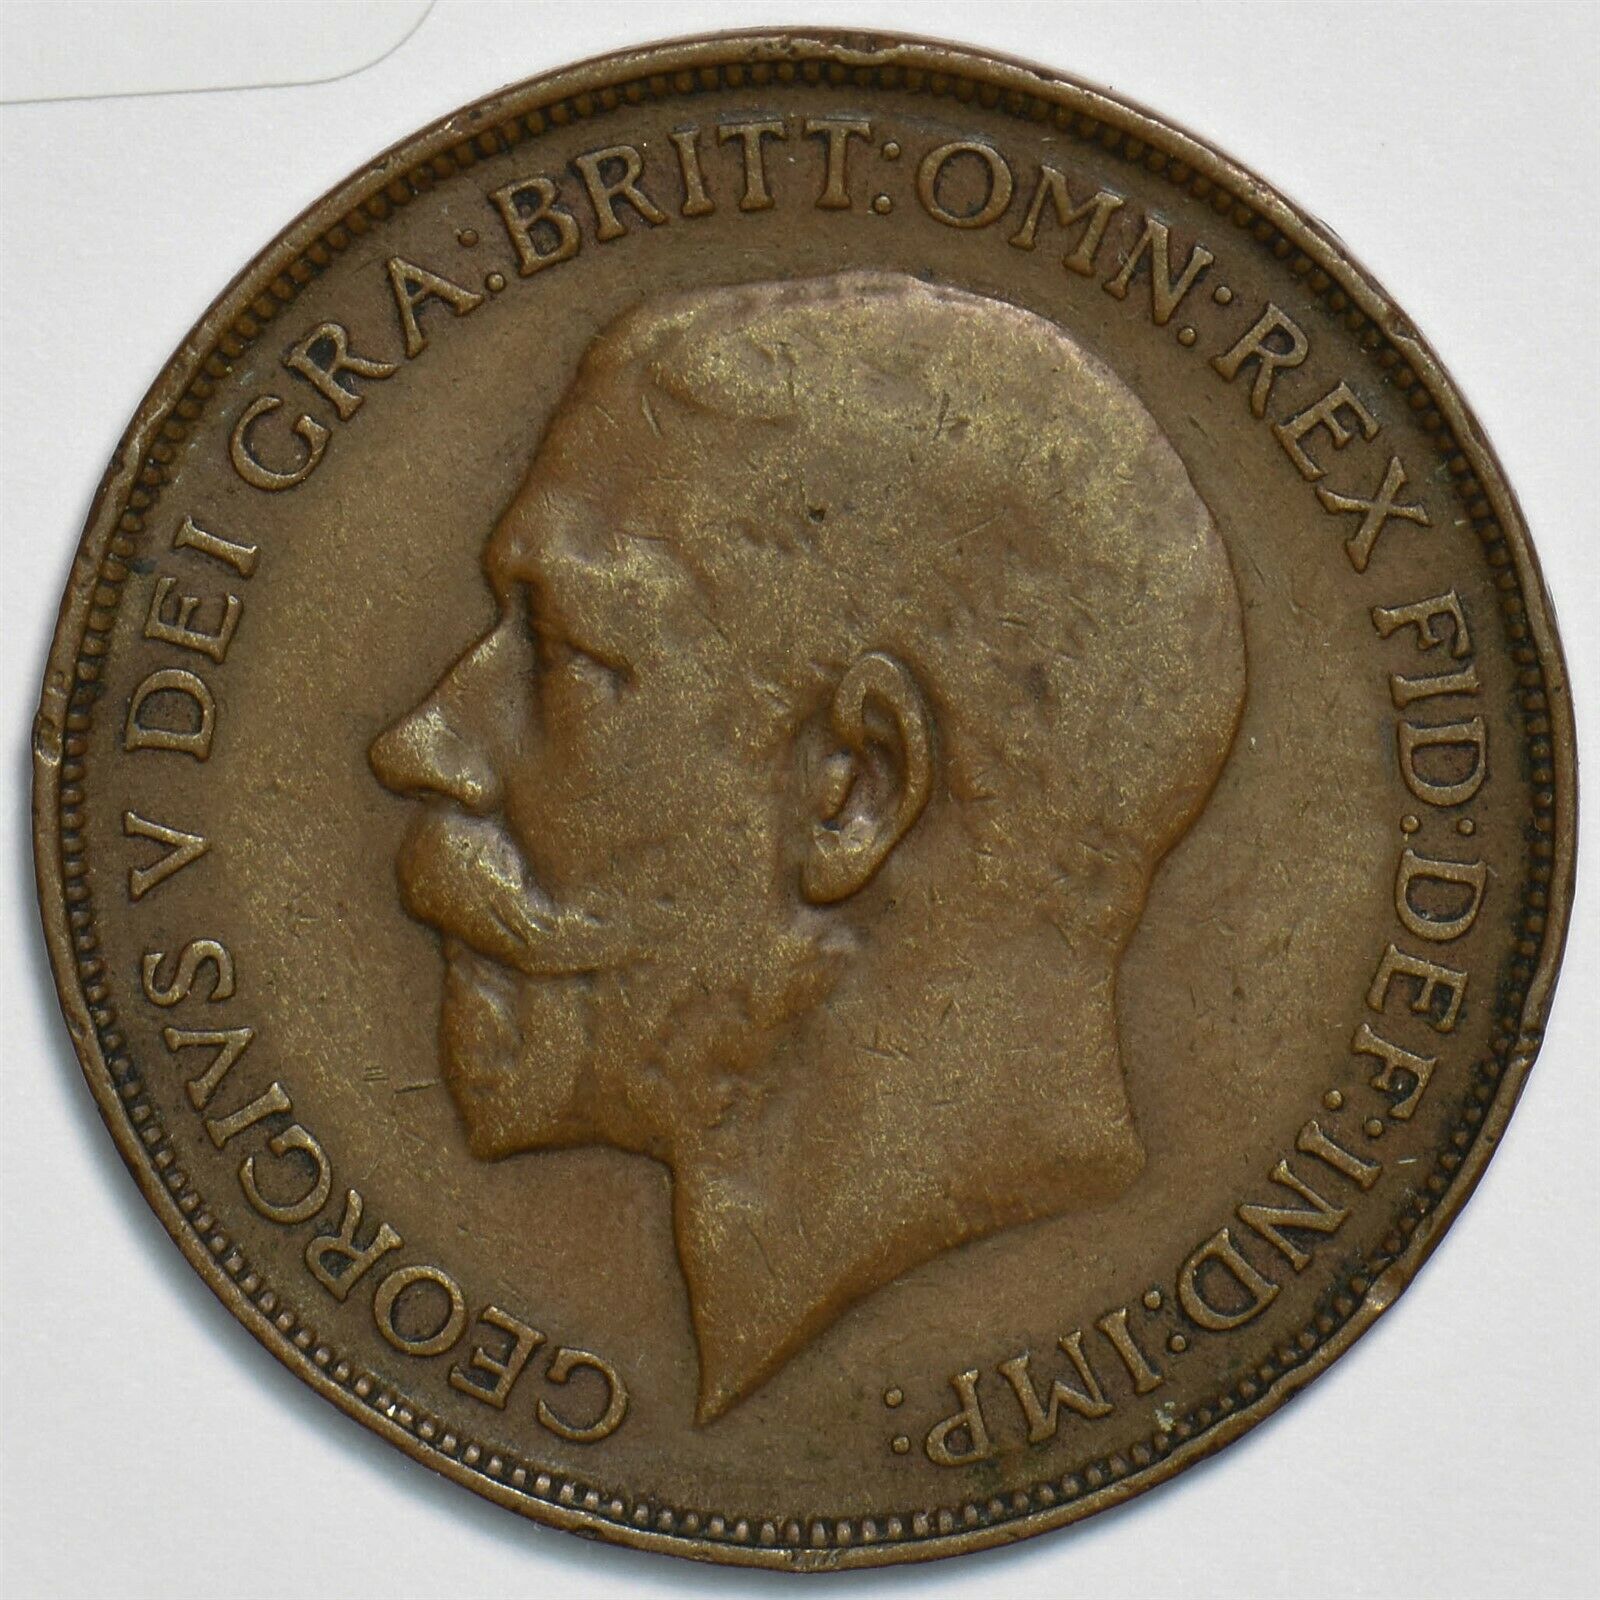 GEORGIVS V DEI GRA: BRITT: OMN: REX FID: DEF: IND: IMP: